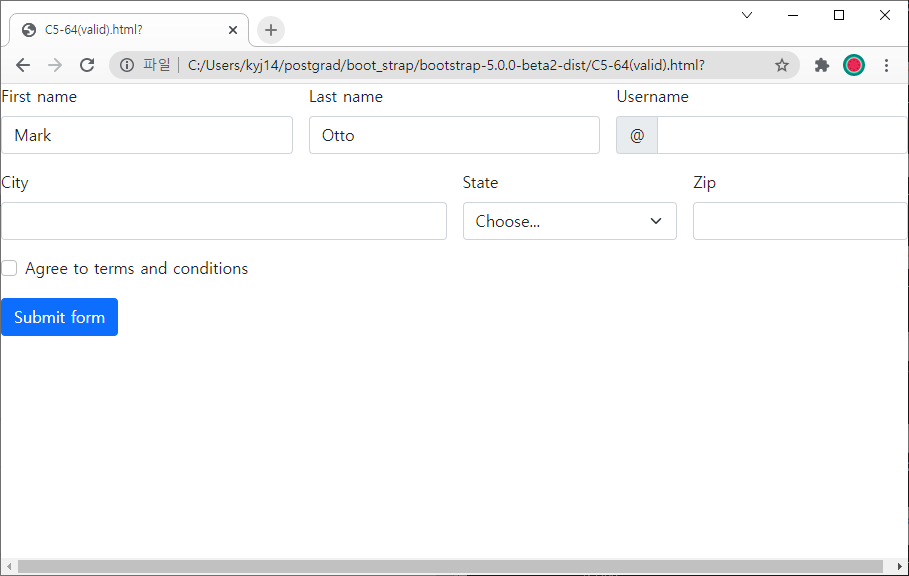 C5-64(valid).html?
파일 C:/Users/kyj14/postgrad/boot_strap/bootstrap-5.0.0-beta2-dist/C5-64(valid).html?
First name Last name Username
Mark Otto @
City State Zip
Choose...
Agree to terms and conditions
Submit form